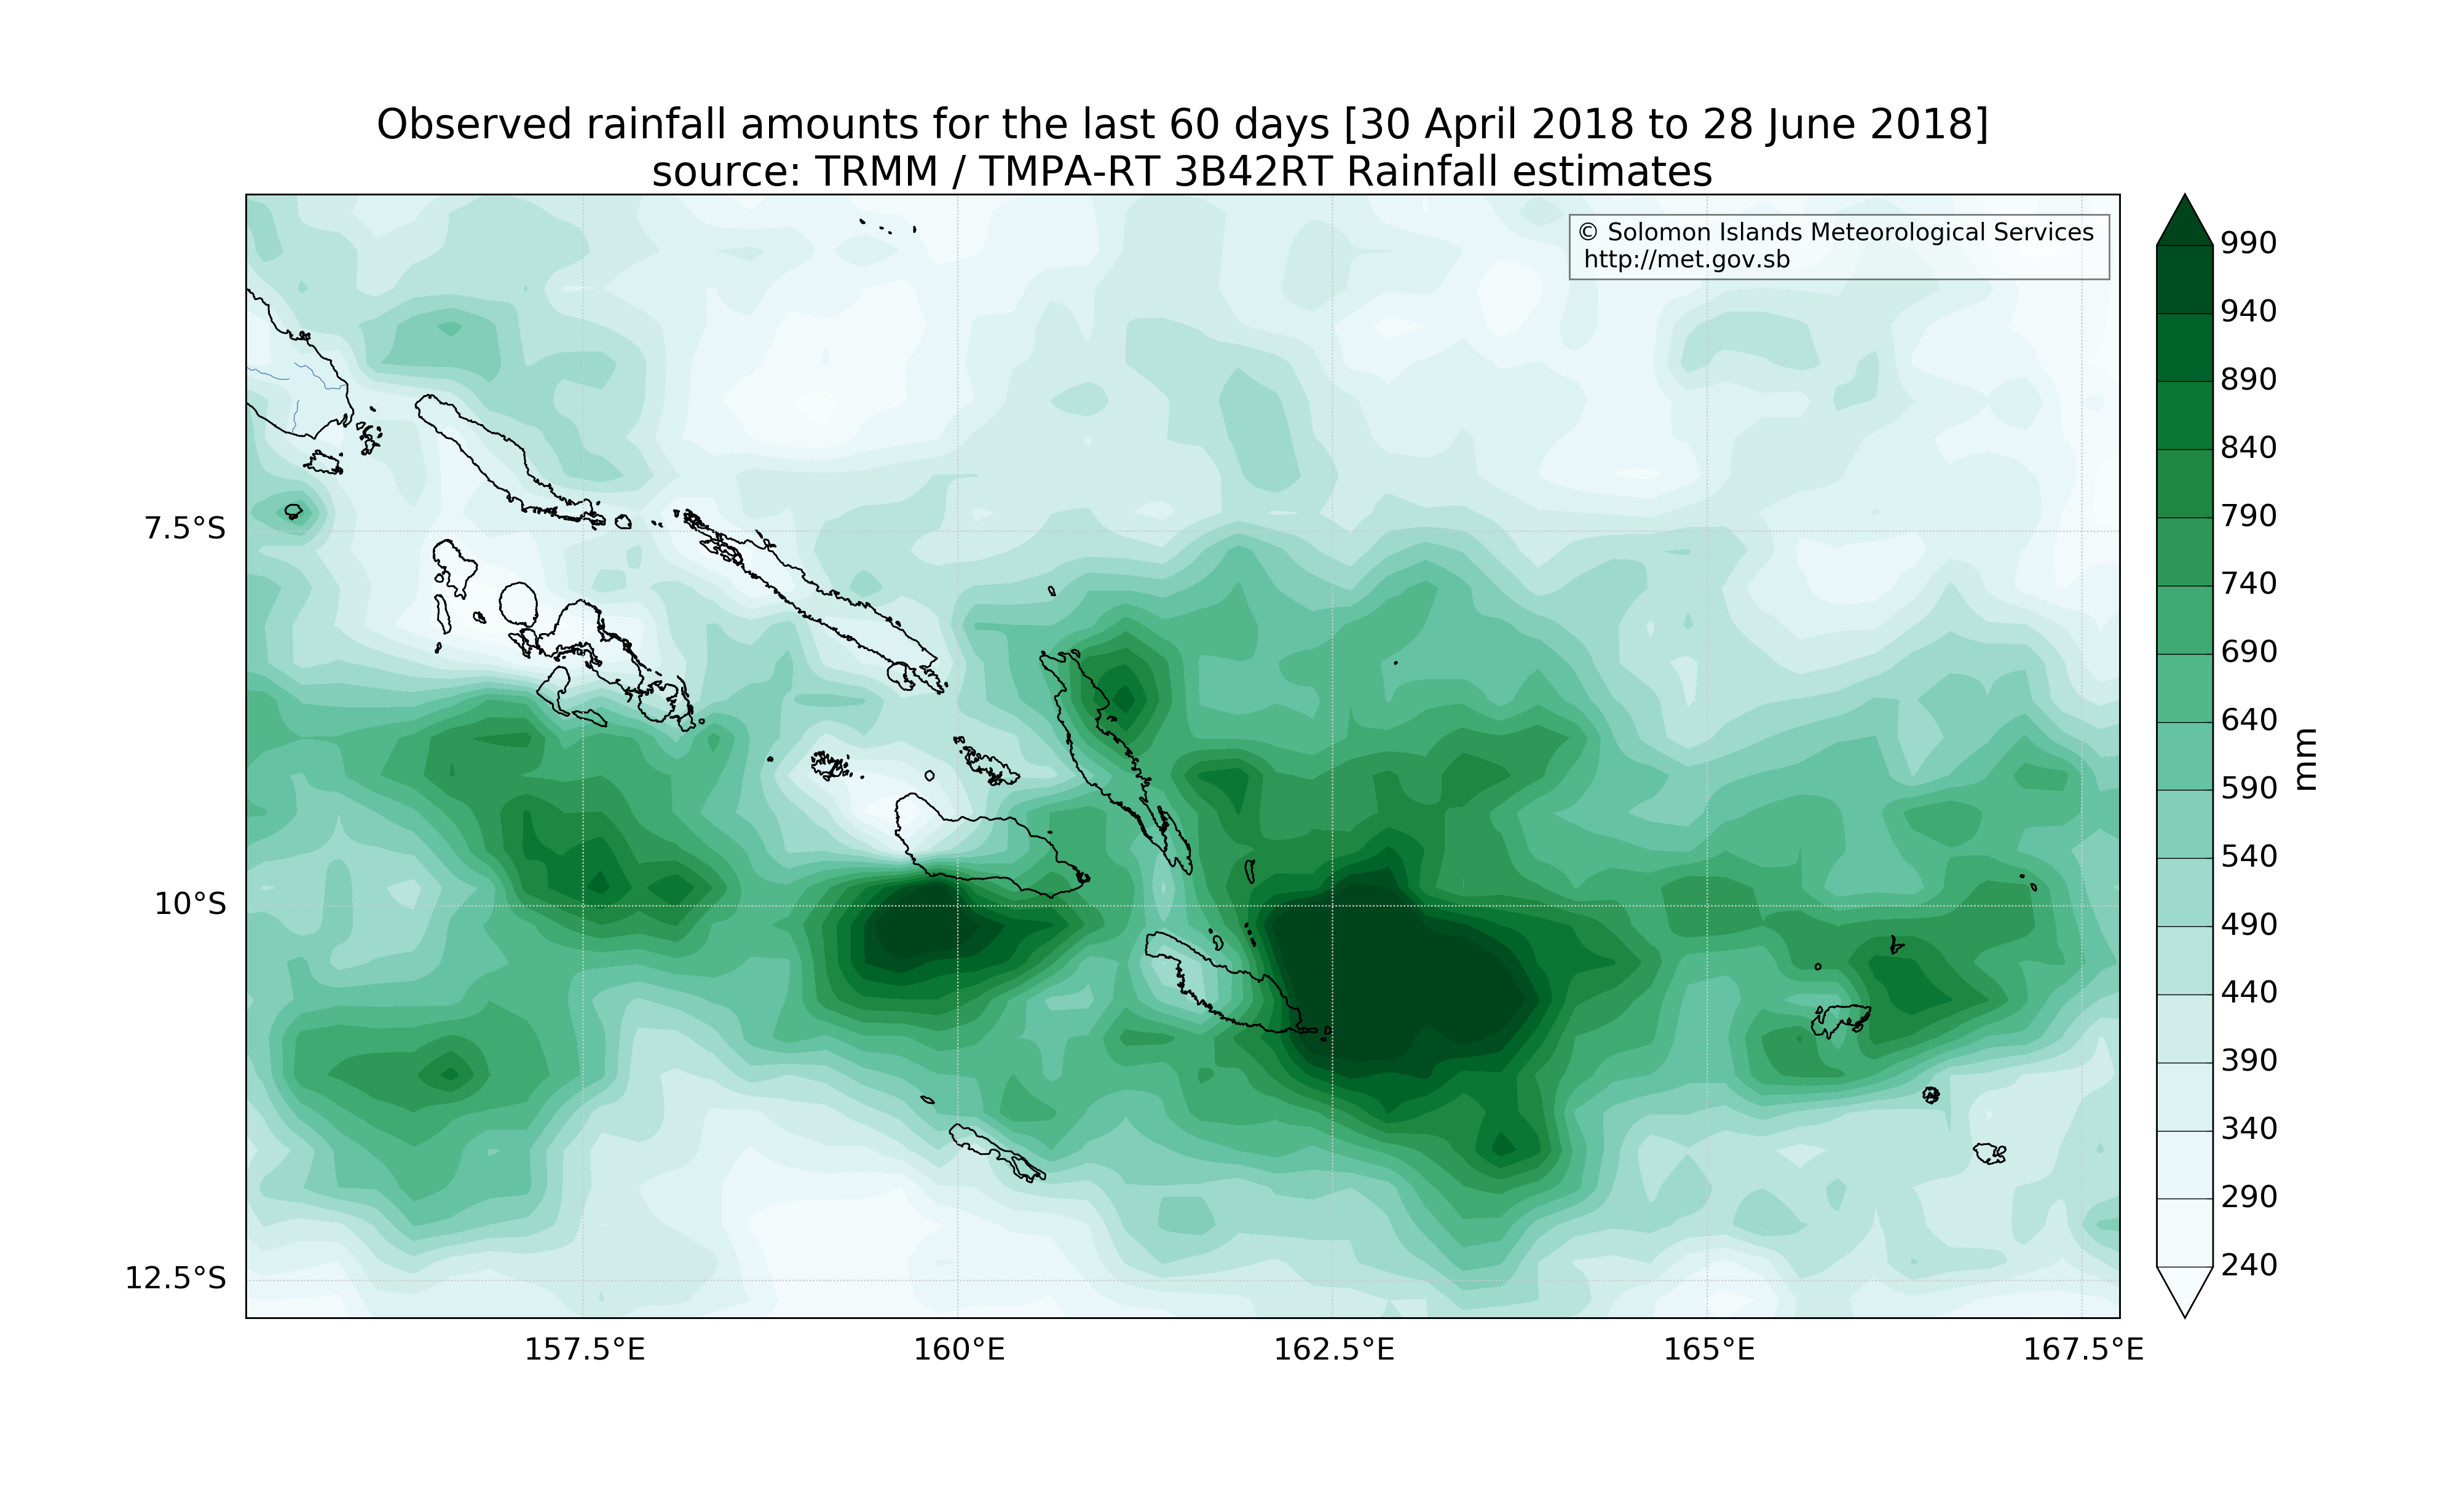 Observed rainfall amounts for the last 60 days [30 April 2018 to 28 June 2018]
source: TRMM / TMPA-RT 3B42RT Rainfall estimates
© Solomon Islands Meteorological Services
http://met.gov.sb
7.5°S
10°S
12.5°S
157.5°E
160°E
162.5°E
165°E
167.5°E
990
940
890
840
790
740
690
640
590
540
490
440
390
340
290
240
mm